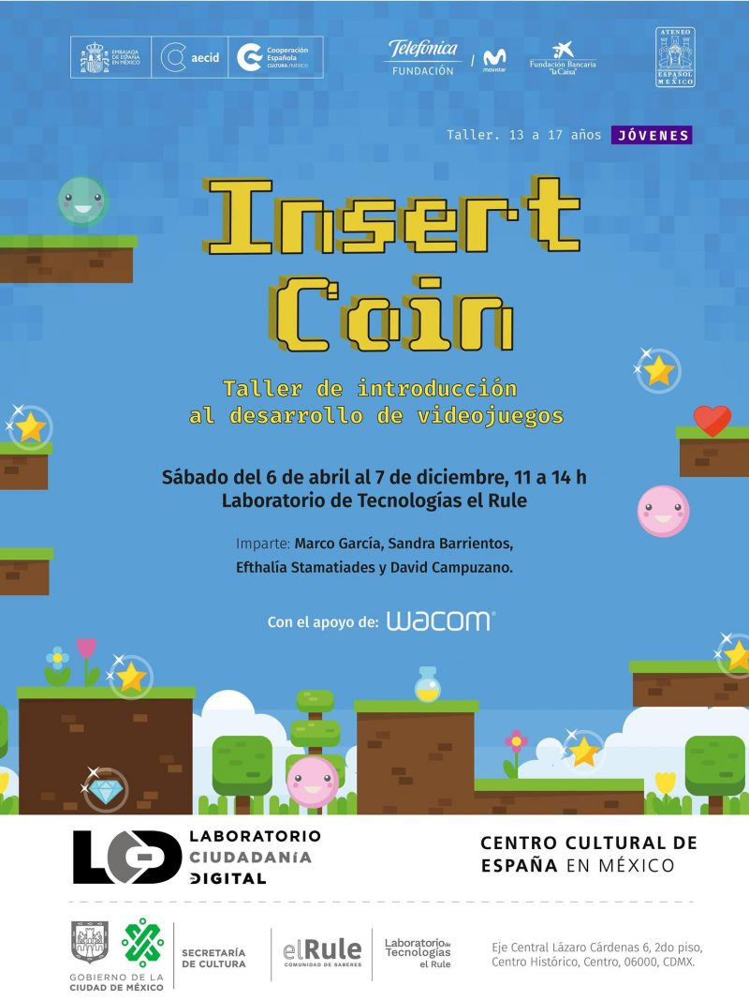 EMBAJADA
DE ESPAÑA
EN MÉXICO
aecid
Cooperación
Española
CULTURA / MÉXICO
Telefónica
FUNDACIÓN
movistar
Fundación Bancaria
"la Caixa"
ATENEO
ESPAÑOL
MÉXICO
Taller. 13 a 17 años JÓVENES
Insert
Coin
Taller de introducción
al desarrollo de videojuegos
Sábado del 6 de abril al 7 de diciembre, 11 a 14 h
Laboratorio de Tecnologías el Rule
Imparte: Marco García, Sandra Barrientos,
Efthalía Stamatiades y David Campuzano.
Con el apoyo de: wacom®
LCD
LABORATORIO
CIUDADANíA
DIGITAL
CENTRO CULTURAL DE
ESPAÑA EN MÉXICO
GOBIERNO DE LA
CIUDAD DE MÉXICO
SECRETARÍA
DE CULTURA
elRule
COMUNIDAD DE SABERES
Laboratorio de
Tecnologías
el Rule
Eje Central Lázaro Cárdenas 6, 2do piso,
Centro Histórico, Centro, 06000, CDMX.